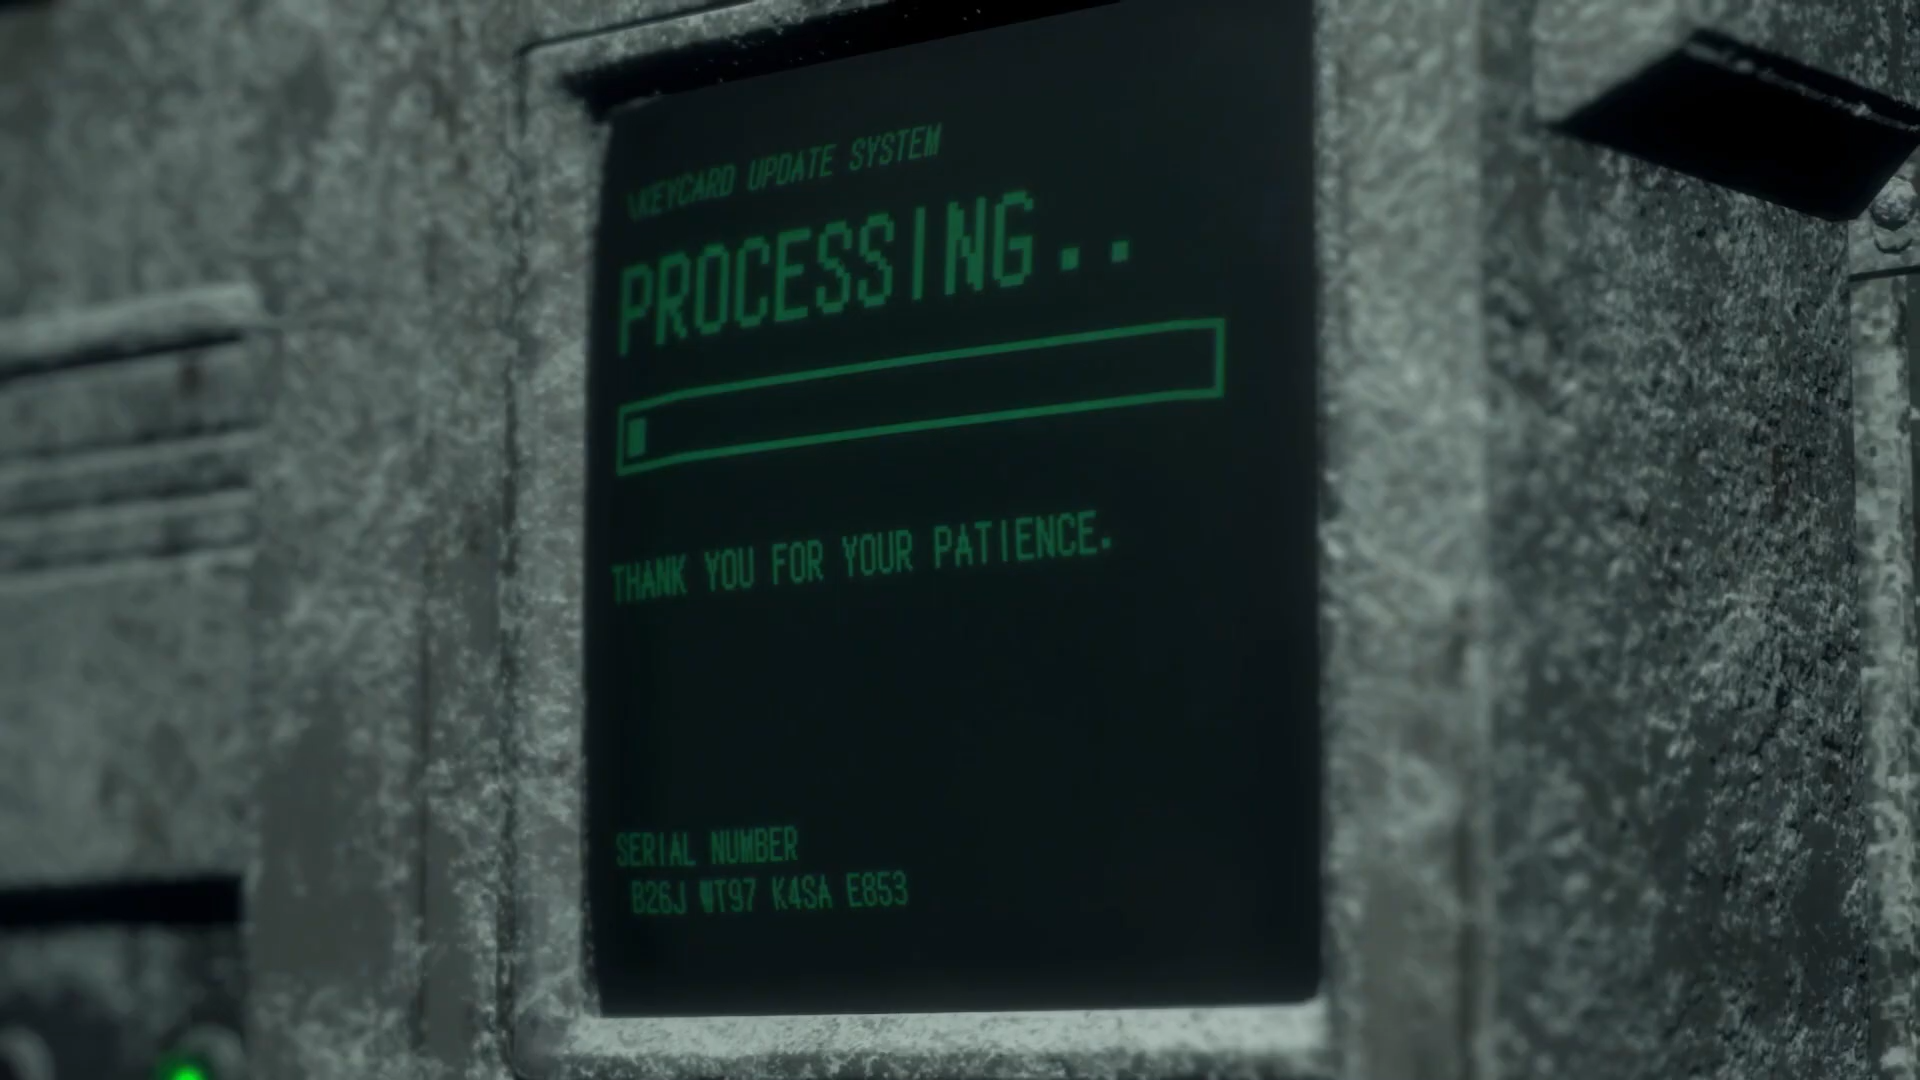 \KEYCARD UPDATE SYSTEM
PROCESSING..
THANK YOU FOR YOUR PATIENCE.
SERIAL NUMBER
B26J WT97 K4SA E853